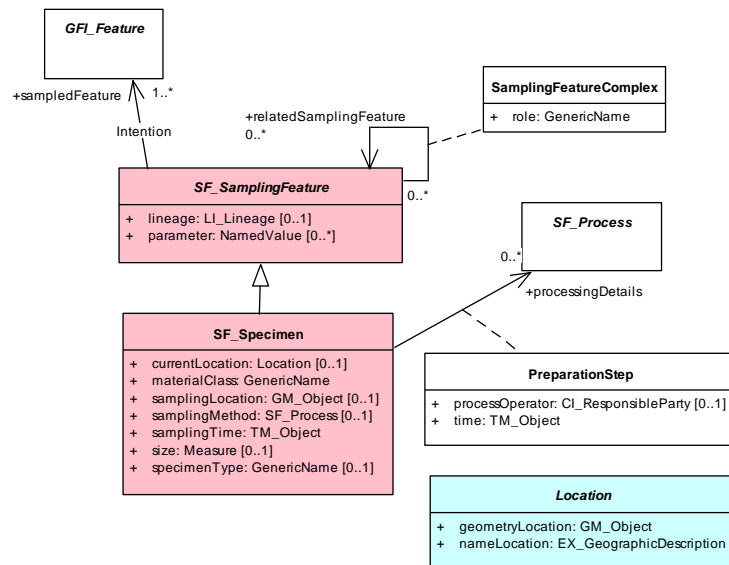 GFI_Feature
+sampledFeature
1..*
Intention
+relatedSamplingFeature
0..*
0..*
SamplingFeatureComplex
+ role: GenericName
SF_SamplingFeature
+ lineage: LI_Lineage [0..1]
+ parameter: NamedValue [0..*]
SF_Process
0..*
+processingDetails
SF_Specimen
+ currentLocation: Location [0..1]
+ materialClass: GenericName
+ samplingLocation: GM_Object [0..1]
+ samplingMethod: SF_Process [0..1]
+ samplingTime: TM_Object
+ size: Measure [0..1]
+ specimenType: GenericName [0..1]
PreparationStep
+ processOperator: CI_ResponsibleParty [0..1]
+ time: TM_Object
Location
+ geometryLocation: GM_Object
+ nameLocation: EX_GeographicDescription